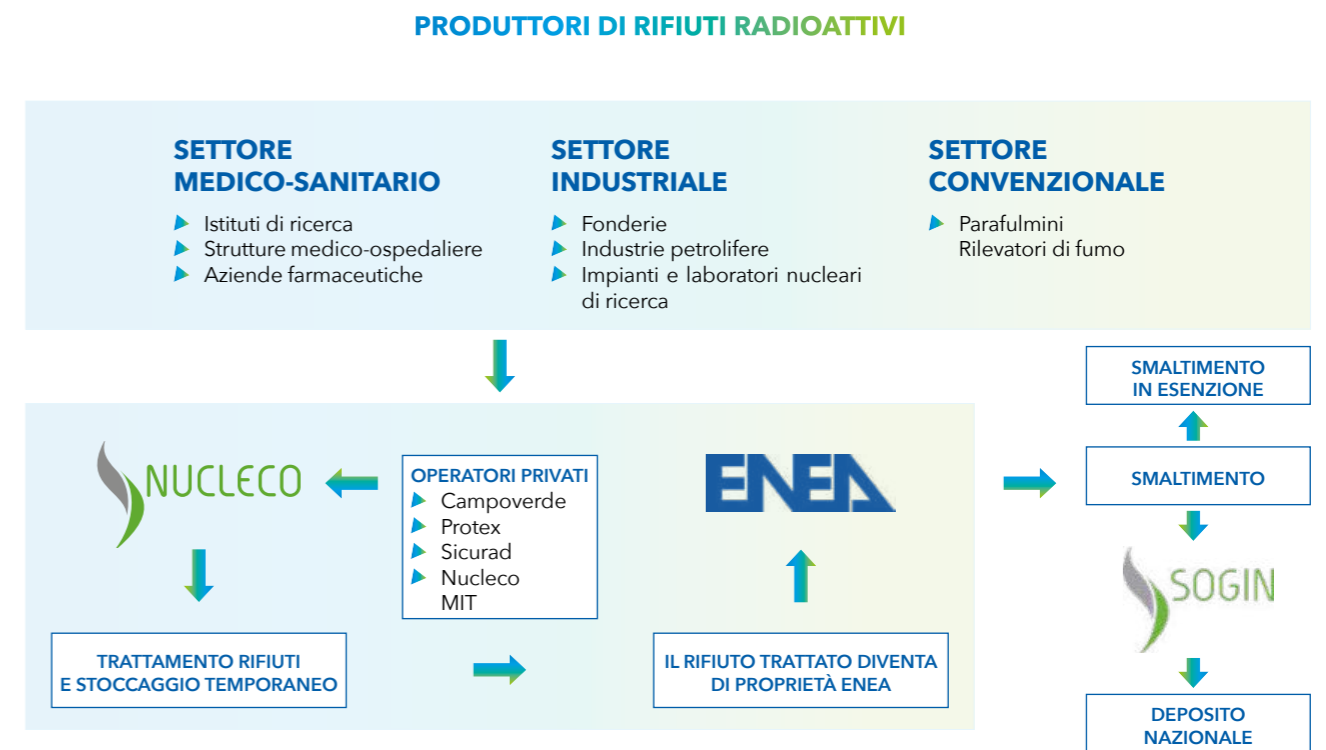 PRODUTTORI DI RIFIUTI RADIOATTIVI
SETTORE
MEDICO-SANITARIO
Istituti di ricerca
Strutture medico-ospedaliere
Aziende farmaceutiche
SETTORE
INDUSTRIALE
Fonderie
Industrie petrolifere
Impianti e laboratori nucleari
di ricerca
SETTORE
CONVENZIONALE
Parafulmini
Rilevatori di fumo
NUCLECO
OPERATORI PRIVATI
Campoverde
Protex
Sicurad
Nucleco
MIT
ENEA
TRATTAMENTO RIFIUTI
E STOCCAGGIO TEMPORANEO
IL RIFIUTO TRATTATO DIVENTA
DI PROPRIETÀ ENEA
SMALTIMENTO
IN ESENZIONE
SMALTIMENTO
SOGIN
DEPOSITO
NAZIONALE